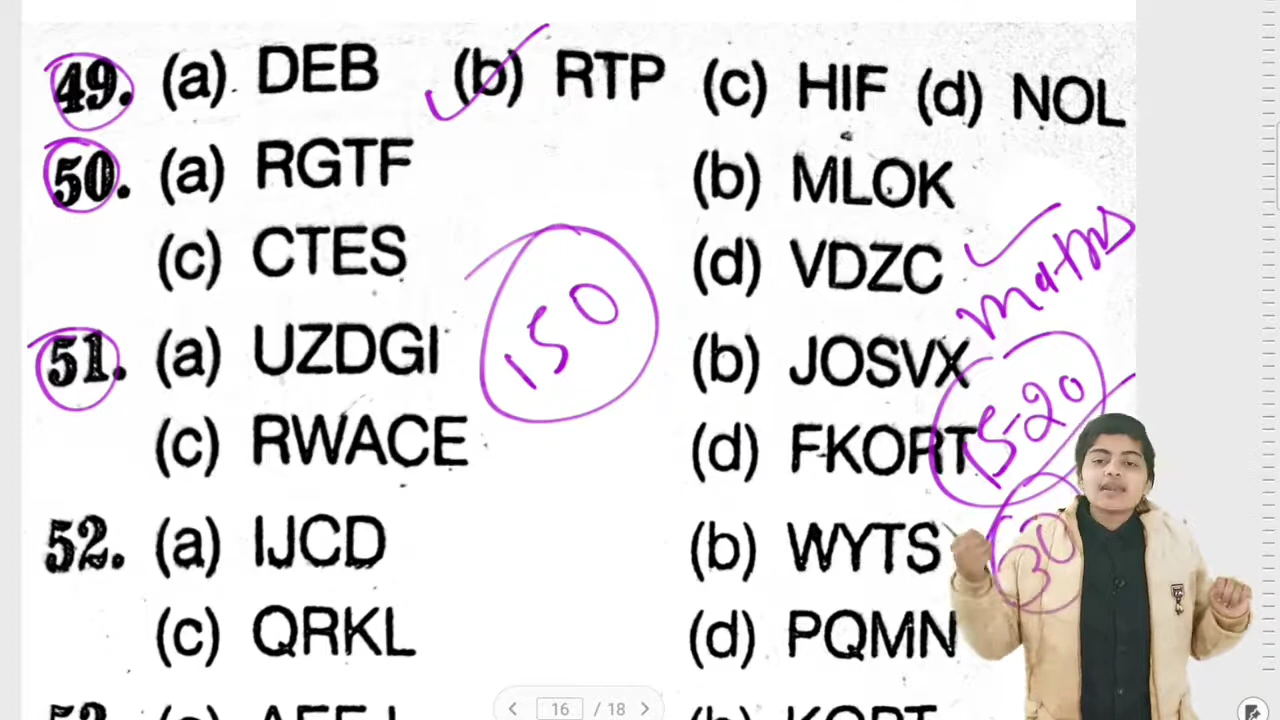 49. (a) DEB (b) RTP (c) HIF (d) NOL
50. (a) RGTF (b) MLOK
(c) CTES (d) VDZC
maths
150
51. (a) UZDGI (b) JOSVX
15-20
(c) RWACE (d) FKORT
30
52. (a) IJCD (b) WYTS
(c) QRKL (d) PQMN
16 / 18